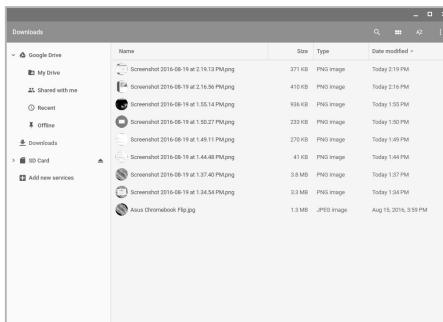 Downloads
Google Drive
My Drive
Shared with me
Recent
Offline
Downloads
SD Card
Add new services
Name Size Type Date modified
Screenshot 2016-08-19 at 2.19.13 PM.png 371 KB PNG image Today 2:19 PM
Screenshot 2016-08-19 at 2.16.56 PM.png 410 KB PNG image Today 2:16 PM
Screenshot 2016-08-19 at 1.55.14 PM.png 936 KB PNG image Today 1:55 PM
Screenshot 2016-08-19 at 1.50.27 PM.png 233 KB PNG image Today 1:50 PM
Screenshot 2016-08-19 at 1.49.11 PM.png 270 KB PNG image Today 1:49 PM
Screenshot 2016-08-19 at 1.44.48 PM.png 41 KB PNG image Today 1:44 PM
Screenshot 2016-08-19 at 1.37.40 PM.png 3.8 MB PNG image Today 1:37 PM
Screenshot 2016-08-19 at 1.34.54 PM.png 3.3 MB PNG image Today 1:34 PM
Asus Chromebook Flip.jpg 1.3 MB JPEG image Aug 15, 2016, 3:59 PM